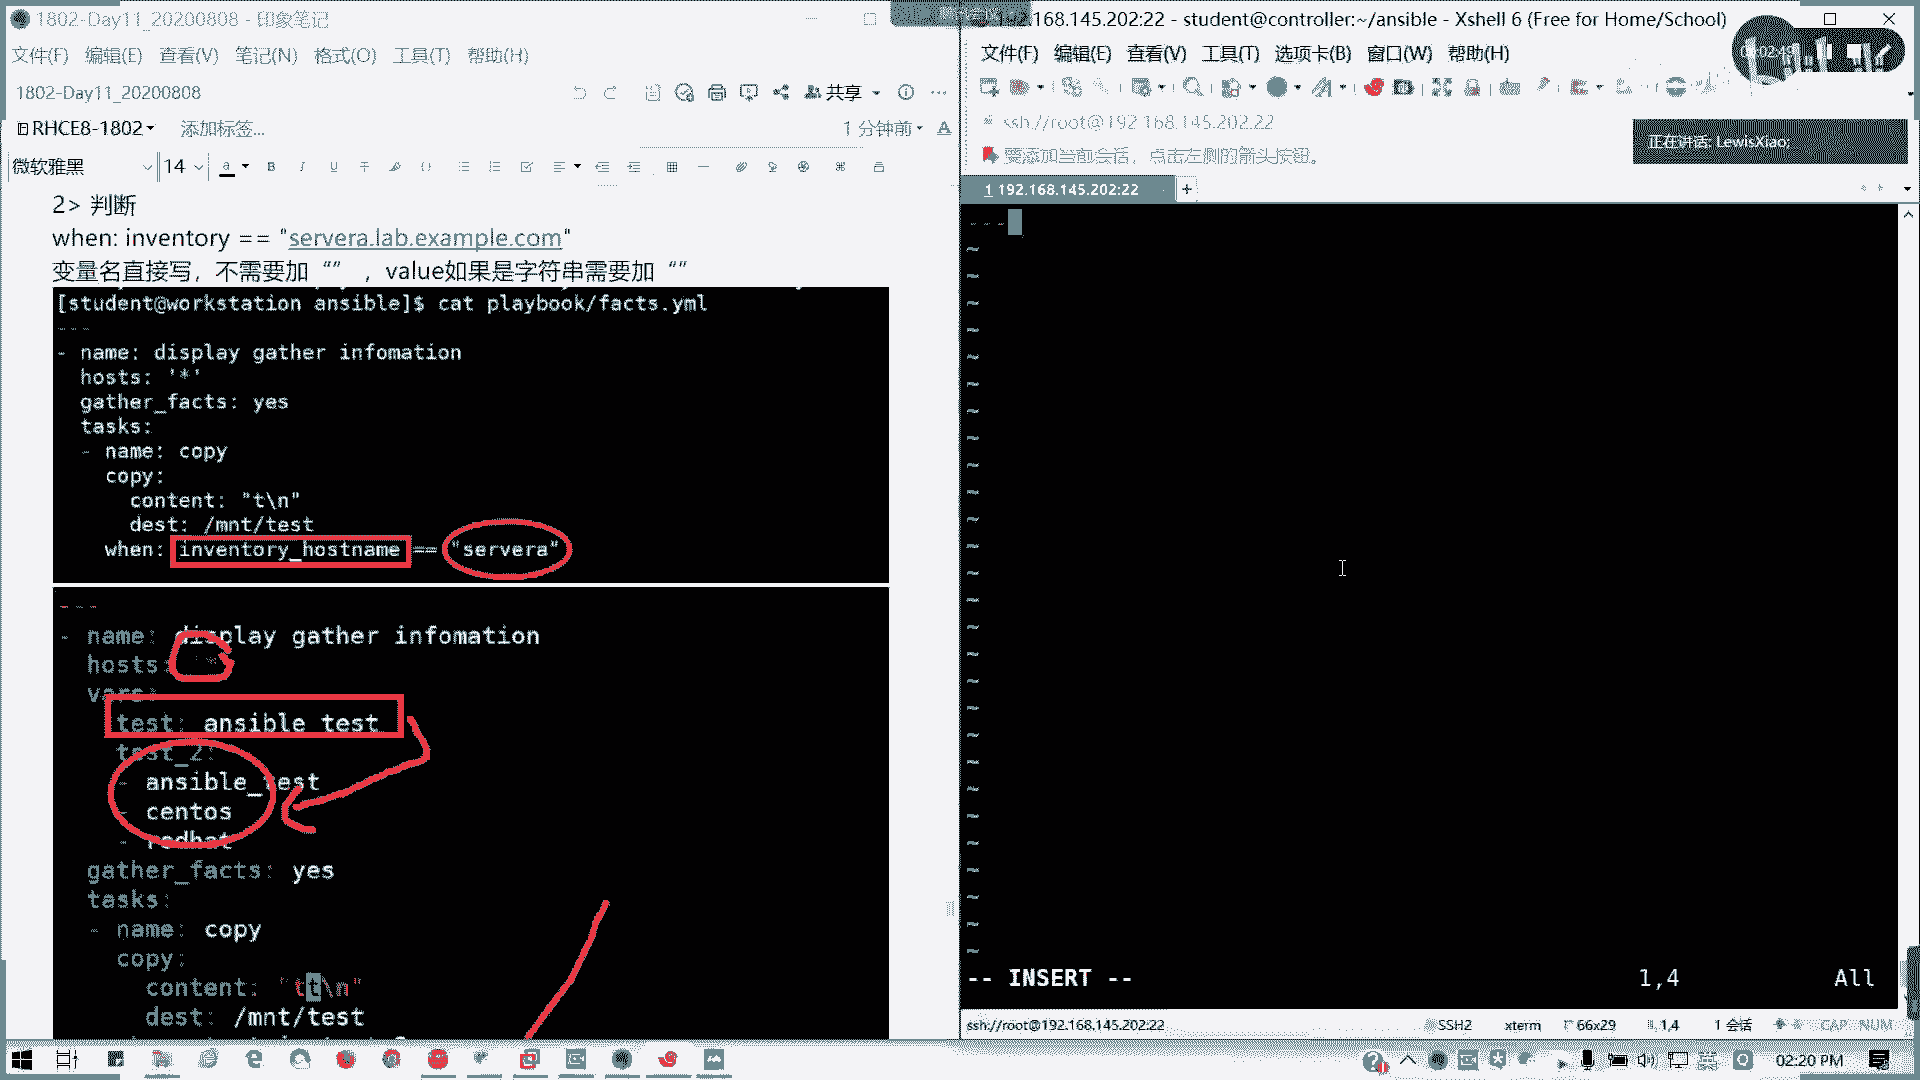 1802-Day11_20200808 - 印象笔记
文件(F) 编辑(E) 查看(V) 笔记(N) 格式(O) 工具(T) 帮助(H)
1802-Day11_20200808
共享
RHCE8-1802 添加标签...
1 分钟前
微软雅黑 14
2> 判断
when: inventory == "servera.lab.example.com"
变量名直接写，不需要加 “” ，value如果是字符串需要加 “”
[student@workstation ansible]$ cat playbook/facts.yml
---
- name: display gather infomation
hosts: '*'
gather_facts: yes
tasks:
- name: copy
copy:
content: "t\n"
dest: /mnt/test
when: inventory_hostname == "servera"
---
- name: display gather infomation
hosts:
vars:
test: ansible test
test_2:
- ansible_test
- centos
- redhat
gather_facts: yes
tasks:
- name: copy
copy:
content: "tt\n"
dest: /mnt/test
192.168.145.202:22 - student@controller:~/ansible - Xshell 6 (Free for Home/School)
文件(F) 编辑(E) 查看(V) 工具(T) 选项卡(B) 窗口(W) 帮助(H)
ssh://root@192.168.145.202:22
要添加当前会话，点击左侧的箭头按钮。
正在讲话: LewisXiao;
1 192.168.145.202:22
---
-- INSERT -- 1,4 All
ssh://root@192.168.145.202:22 SSH2 xterm 66x29 1,4 1 会话 CAP NUM
英 02:20 PM